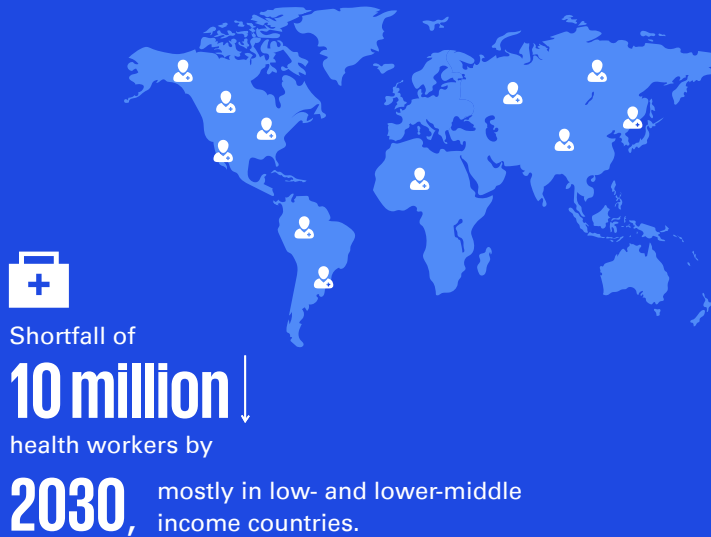 Shortfall of
10 million
health workers by
2030, mostly in low- and lower-middle
income countries.